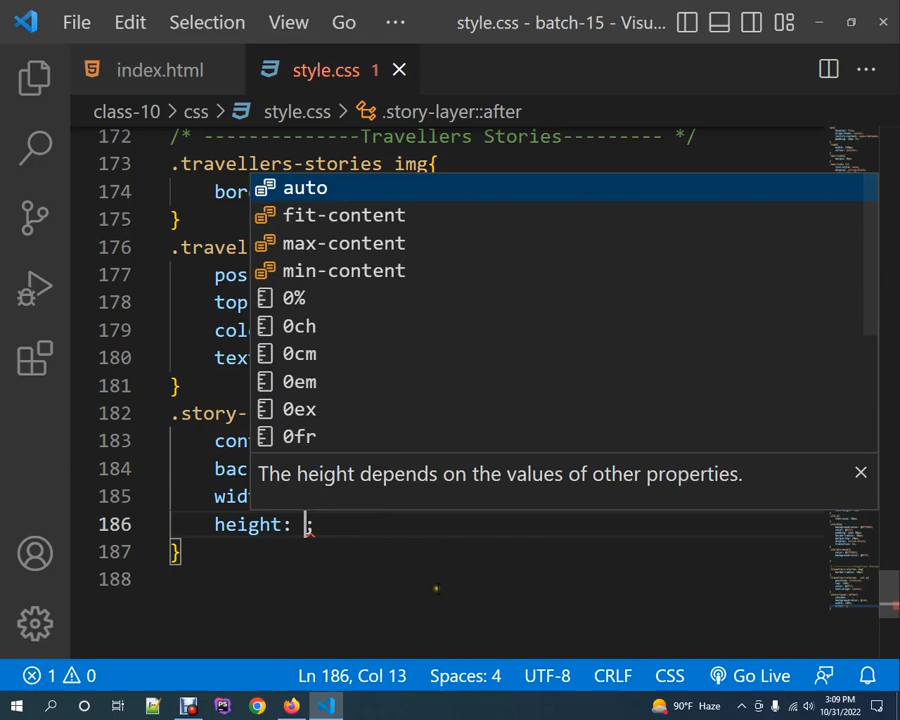 File Edit Selection View Go ··· style.css - batch-15 - Visu...
index.html style.css 1
class-10 > css > style.css > .story-layer::after
172 /* --------------Travellers Stories--------- */
173 .travellers-stories img{
174 bor
175 }
176 .travel
177 pos
178 top
179 col
180 tex
181 }
182 .story-
183 con
184 bac
185 wid
186 height: ;
187 }
188
auto
fit-content
max-content
min-content
0%
0ch
0cm
0em
0ex
0fr
The height depends on the values of other properties.
1 0 Ln 186, Col 13 Spaces: 4 UTF-8 CRLF CSS Go Live
90°F Haze 3:09 PM
10/31/2022